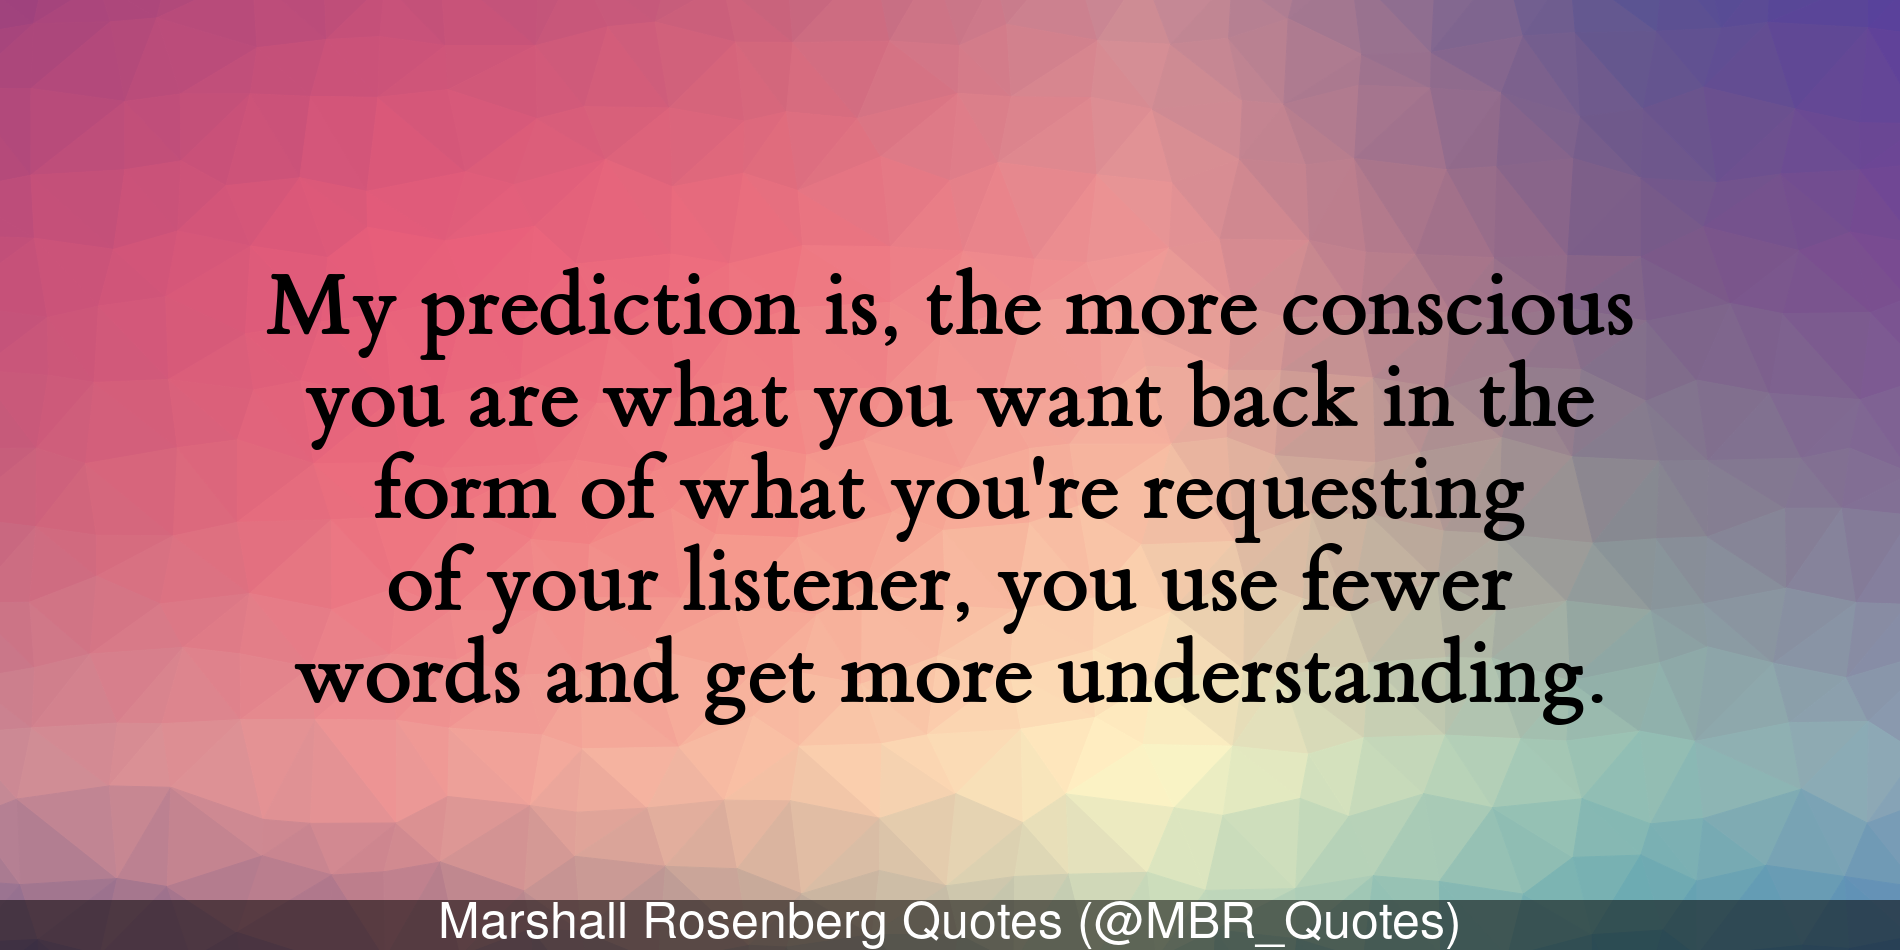 My prediction is, the more conscious
you are what you want back in the
form of what you're requesting
of your listener, you use fewer
words and get more understanding.
Marshall Rosenberg Quotes (@MBR_Quotes)